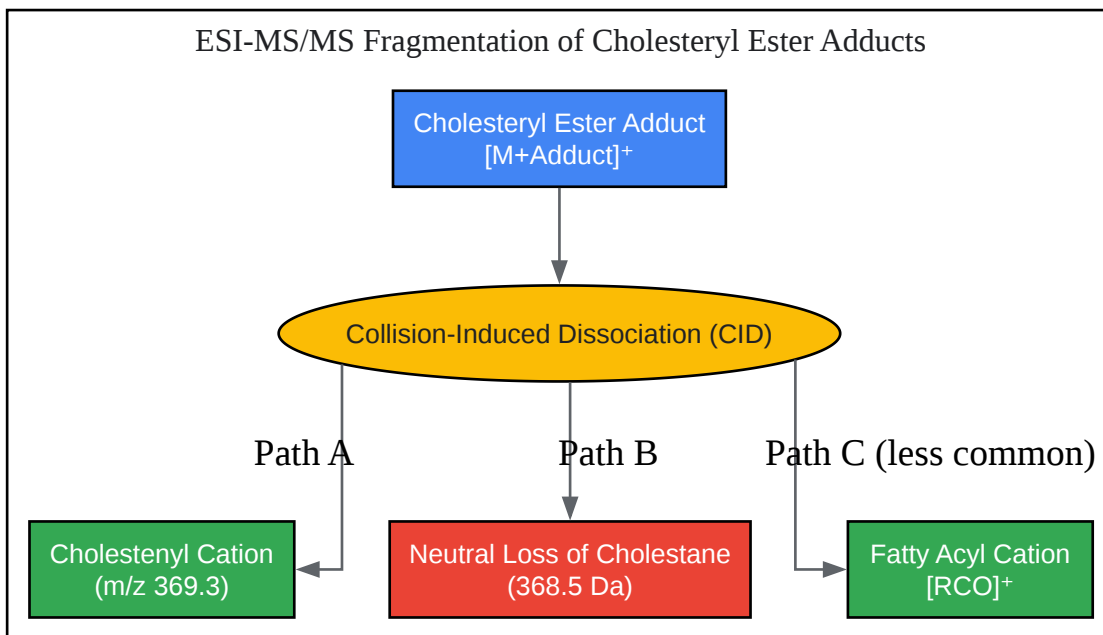 ESI-MS/MS Fragmentation of Cholesteryl Ester Adducts
Cholesteryl Ester Adduct
[M+Adduct]⁺
Collision-Induced Dissociation (CID)
Path A
Path B
Path C (less common)
Cholestenyl Cation
(m/z 369.3)
Neutral Loss of Cholestane
(368.5 Da)
Fatty Acyl Cation
[RCO]⁺